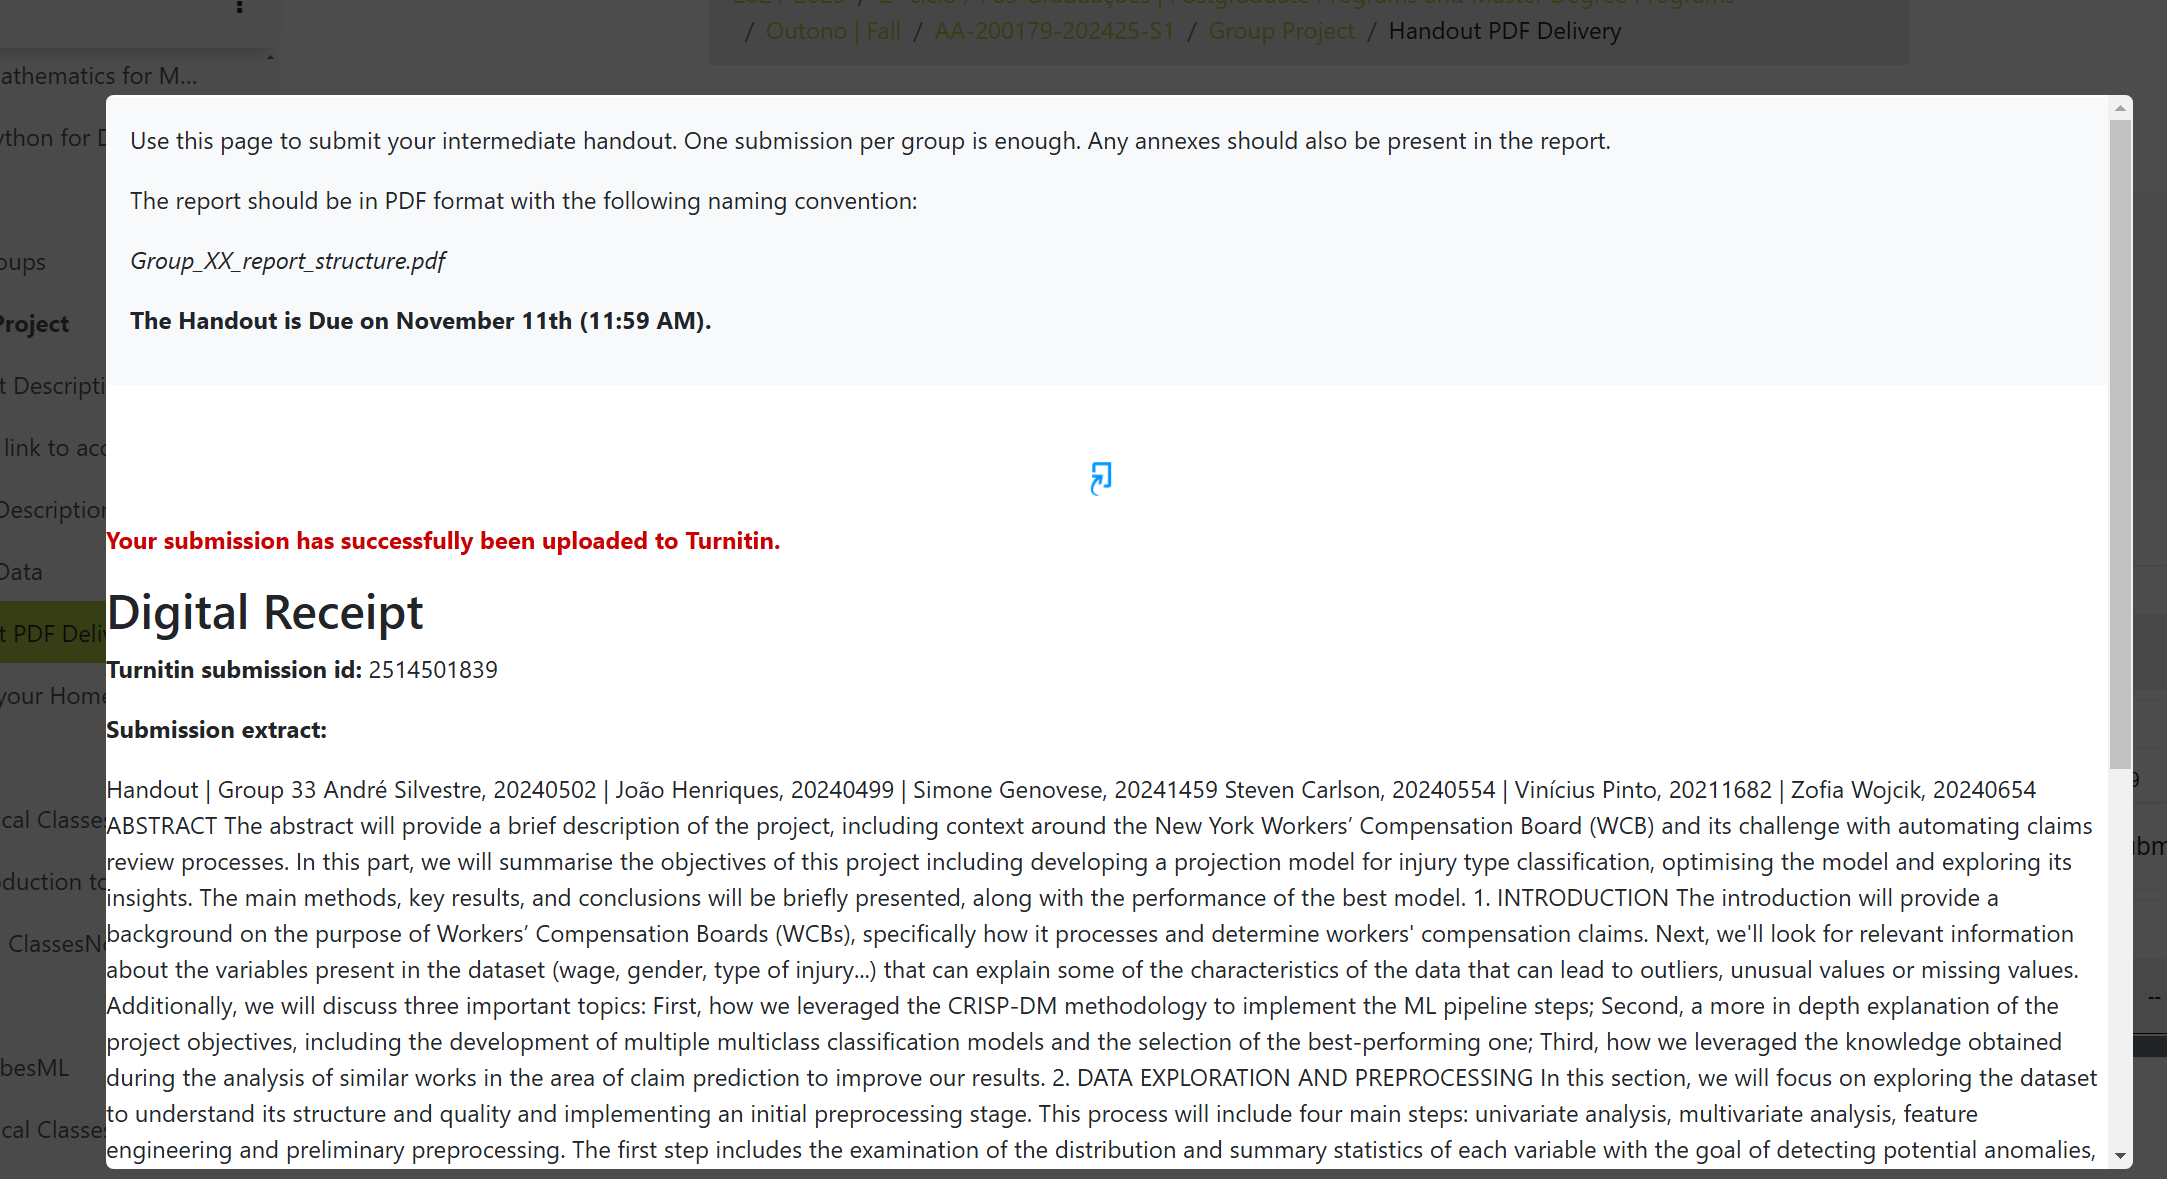 / Outono | Fall / AA-200179-202425-S1 / Group Project / Handout PDF Delivery
athematics for M...
ython for D
oups
Project
t Descripti
link to acc
Description
Data
t PDF Deliv
your Home
cal Classes
duction to
ClassesNo
besML
cal Classes
Use this page to submit your intermediate handout. One submission per group is enough. Any annexes should also be present in the report.
The report should be in PDF format with the following naming convention:
Group_XX_report_structure.pdf
The Handout is Due on November 11th (11:59 AM).
Your submission has successfully been uploaded to Turnitin.
Digital Receipt
Turnitin submission id: 2514501839
Submission extract:
Handout | Group 33 André Silvestre, 20240502 | João Henriques, 20240499 | Simone Genovese, 20241459 Steven Carlson, 20240554 | Vinícius Pinto, 20211682 | Zofia Wojcik, 20240654
ABSTRACT The abstract will provide a brief description of the project, including context around the New York Workers’ Compensation Board (WCB) and its challenge with automating claims
review processes. In this part, we will summarise the objectives of this project including developing a projection model for injury type classification, optimising the model and exploring its
insights. The main methods, key results, and conclusions will be briefly presented, along with the performance of the best model. 1. INTRODUCTION The introduction will provide a
background on the purpose of Workers’ Compensation Boards (WCBs), specifically how it processes and determine workers' compensation claims. Next, we'll look for relevant information
about the variables present in the dataset (wage, gender, type of injury...) that can explain some of the characteristics of the data that can lead to outliers, unusual values or missing values.
Additionally, we will discuss three important topics: First, how we leveraged the CRISP-DM methodology to implement the ML pipeline steps; Second, a more in depth explanation of the
project objectives, including the development of multiple multiclass classification models and the selection of the best-performing one; Third, how we leveraged the knowledge obtained
during the analysis of similar works in the area of claim prediction to improve our results. 2. DATA EXPLORATION AND PREPROCESSING In this section, we will focus on exploring the dataset
to understand its structure and quality and implementing an initial preprocessing stage. This process will include four main steps: univariate analysis, multivariate analysis, feature
engineering and preliminary preprocessing. The first step includes the examination of the distribution and summary statistics of each variable with the goal of detecting potential anomalies,